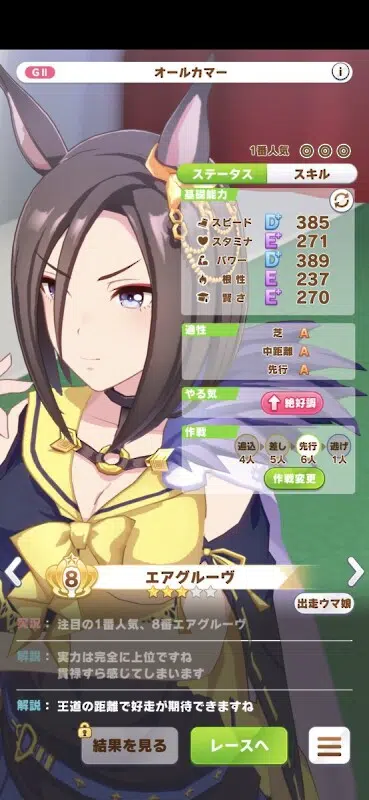 GⅡ オールカマー i
1番人気 ◎ ◎ ◎
ステータス スキル
基礎能力
スピード D+ 385
スタミナ E+ 271
パワー D+ 389
根性 E 237
賢さ E+ 270
適性
芝 A
中距離 A
先行 A
やる気 絶好調
作戦
追込 差し 先行 逃げ
4人 5人 6人 1人
作戦変更
8 エアグルーヴ
出走ウマ娘
実況： 注目の1番人気、8番エアグルーヴ
解説： 実力は完全に上位ですね
貫禄すら感じてしまいます
解説： 王道の距離で好走が期待できますね
結果を見る レースへ